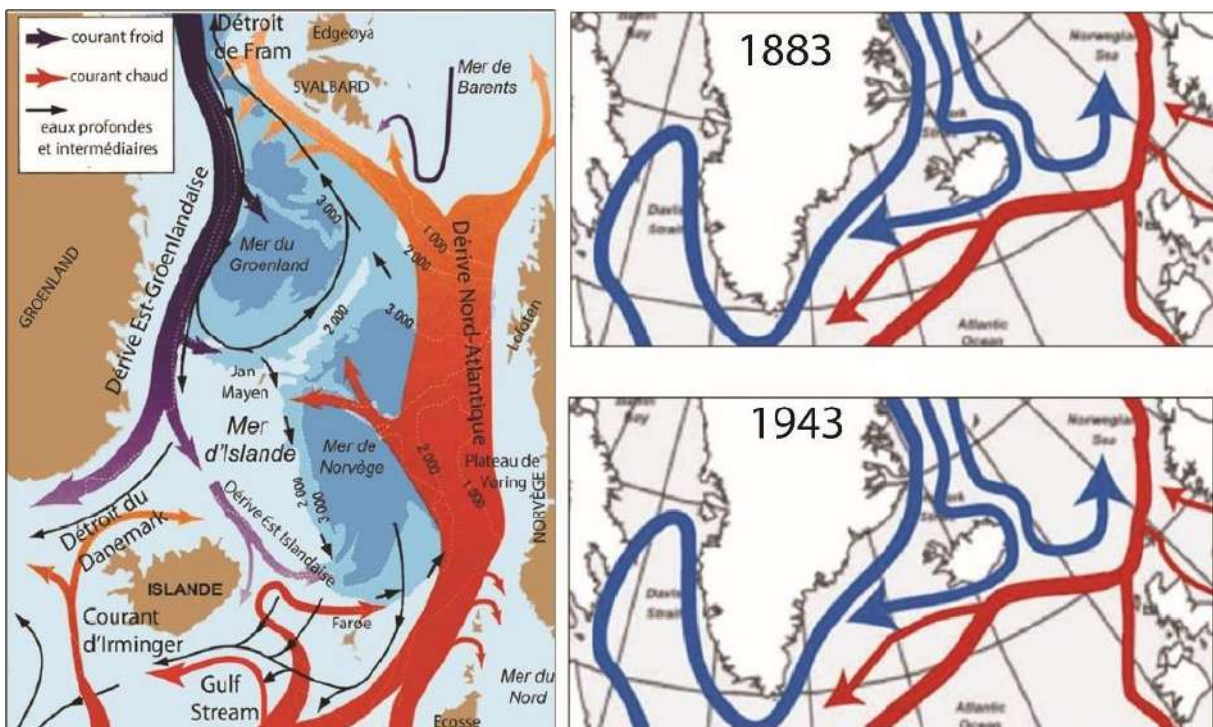 courant froid
courant chaud
eaux profondes
et intermédiaires
Détroit
de Fram
Edgeøya
SVALBARD
Mer de
Barents
GROENLAND
Dérive Est-Groenlandaise
3 000
Mer du
Groenland
1 000
2 000
Dérive Nord-Atlantique
Lofoten
2 000
3 000
Jan
Mayen
Mer
d'Islande
Mer de
Norvège
2 000
Plateau de
Voring
1 000
NORVÈGE
2 000
3 000
Dérive Est Islandaise
Détroit du
Danemark
ISLANDE
Courant
d'Irminger
Faroe
Gulf
Stream
Mer du
Nord
Ecosse
1883
Bay
Norwegian
Sea
Davis
Strait
Atlantic
Ocean
1943
Bay
Norwegian
Sea
Davis
Strait
Atlantic
Ocean